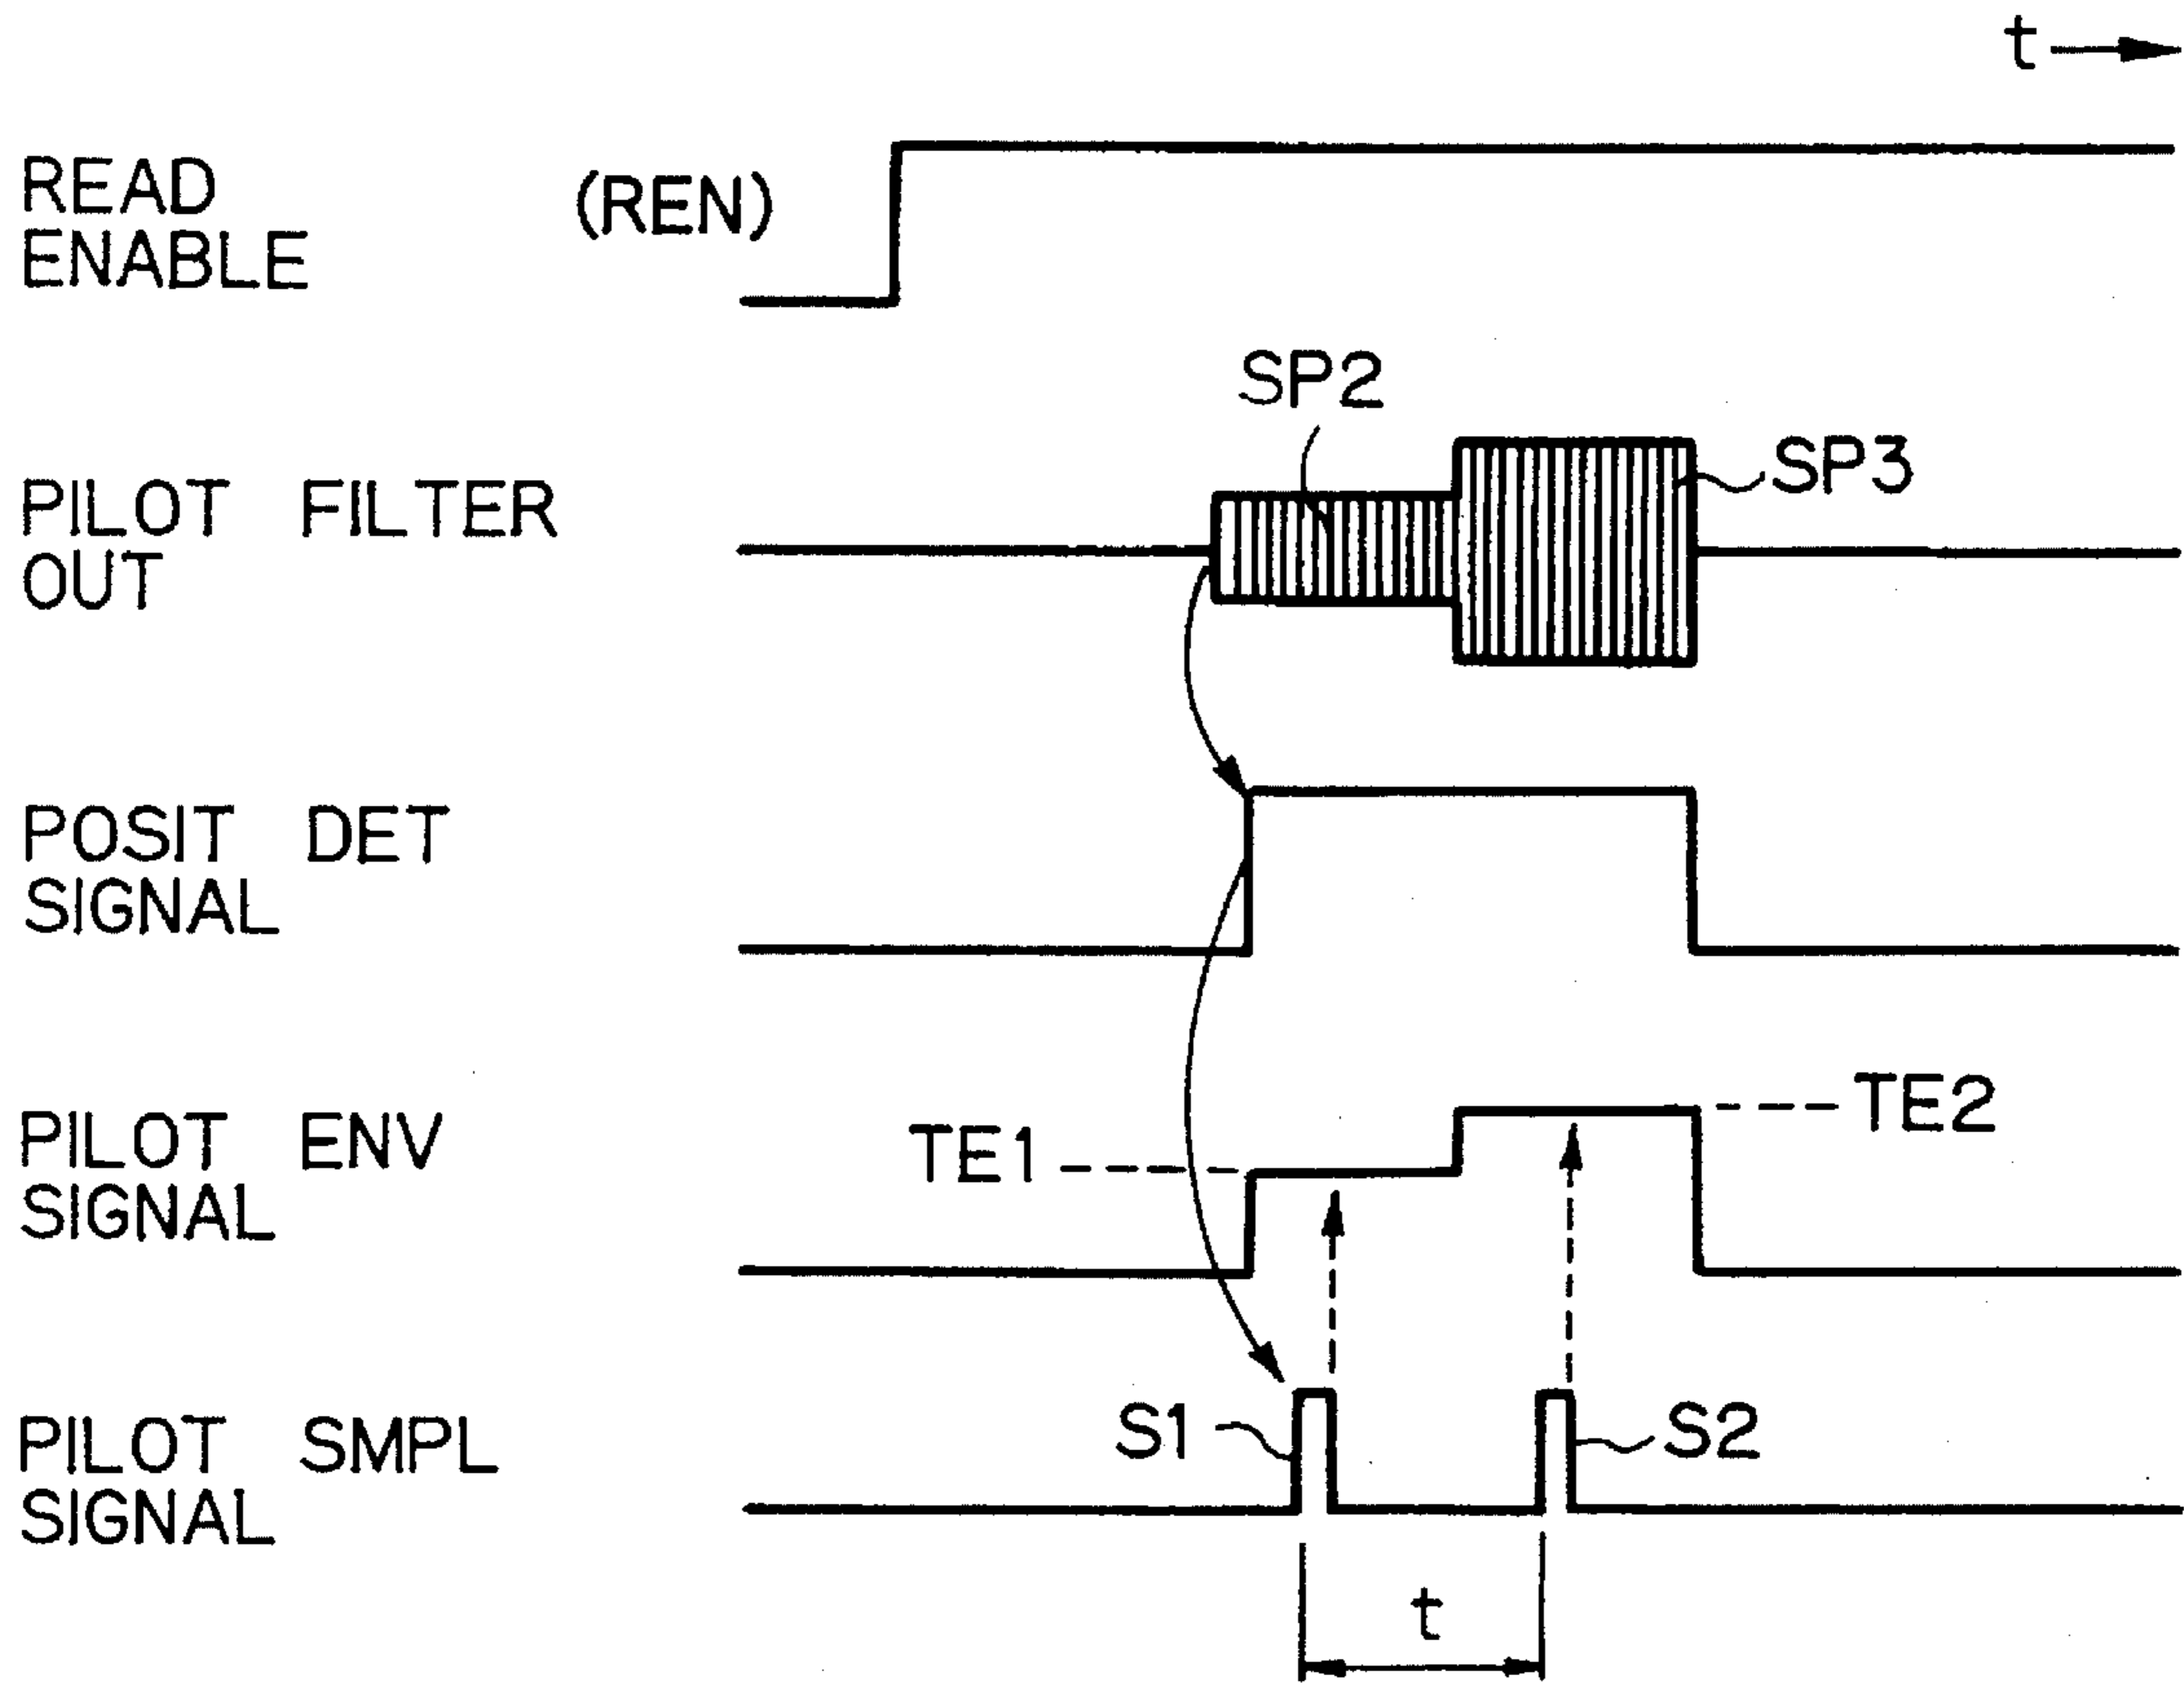 t
READ
ENABLE
(REN)
SP2
PILOT FILTER
OUT
SP3
POSIT DET
SIGNAL
PILOT ENV
SIGNAL
TE1
TE2
PILOT SMPL
SIGNAL
S1
S2
t